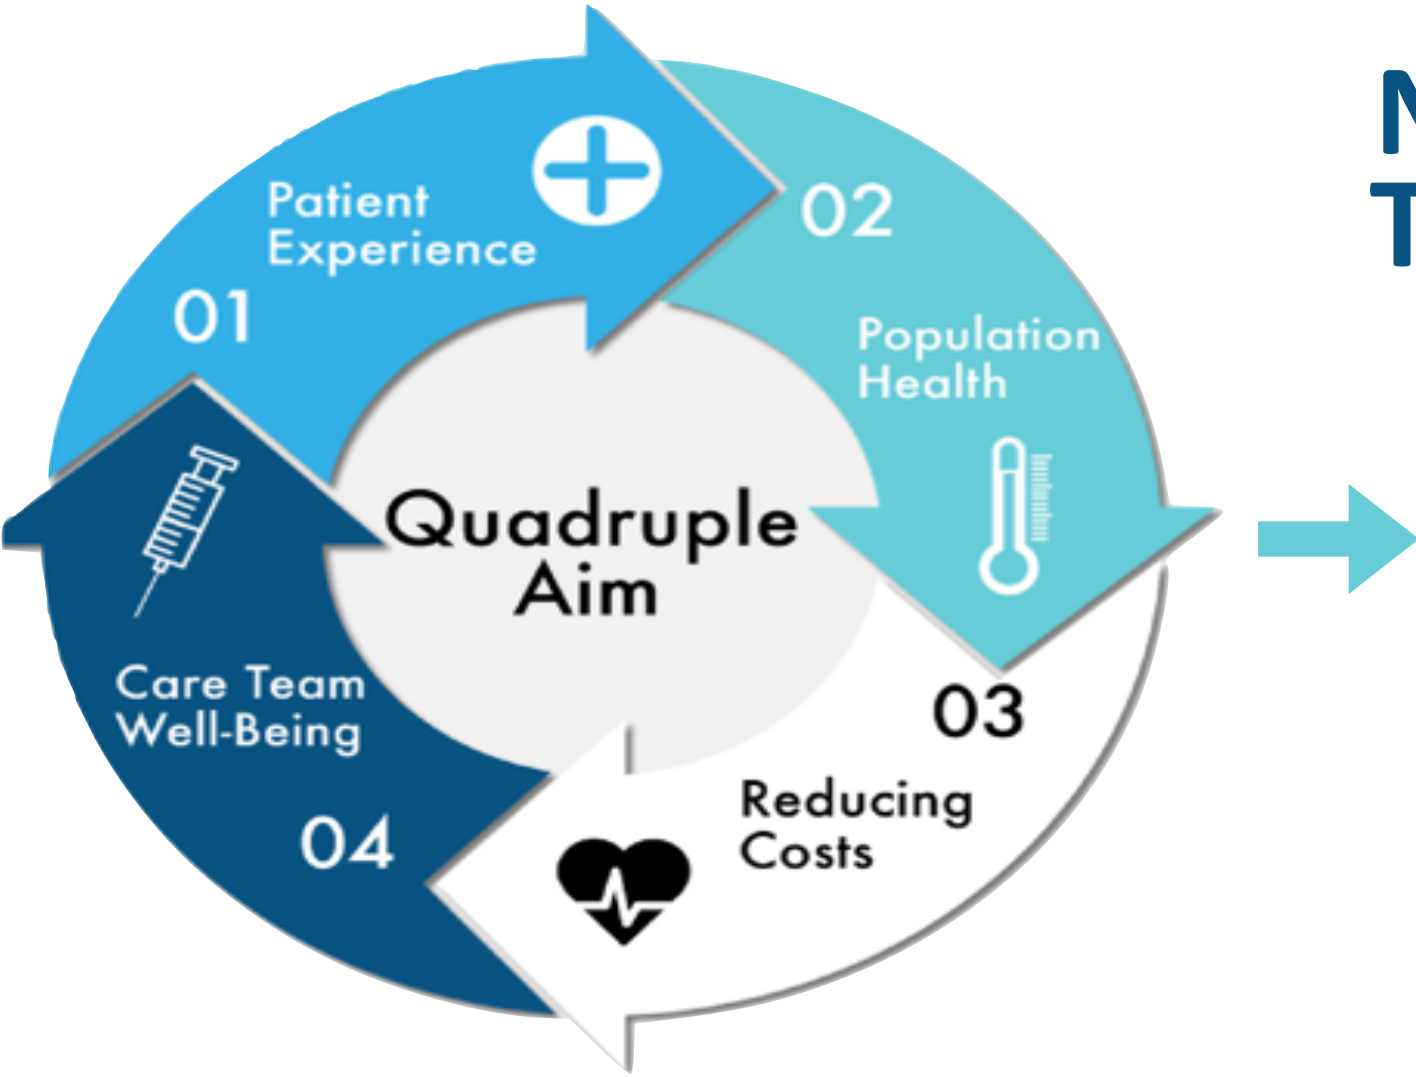 01
Patient
Experience
02
Population
Health
03
Reducing
Costs
04
Care Team
Well-Being
Quadruple
Aim